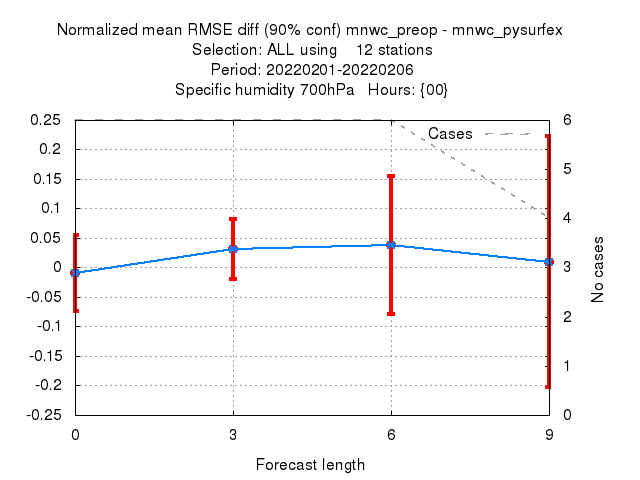 Normalized mean RMSE diff (90% conf) mnwc_preop - mnwc_pysurfex
Selection: ALL using    12 stations
Period: 20220201-20220206
Specific humidity 700hPa   Hours: {00}
Cases
0.25
0.2
0.15
0.1
0.05
0
-0.05
-0.1
-0.15
-0.2
-0.25
6
5
4
3
2
1
0
No cases
0 3 6 9
Forecast length